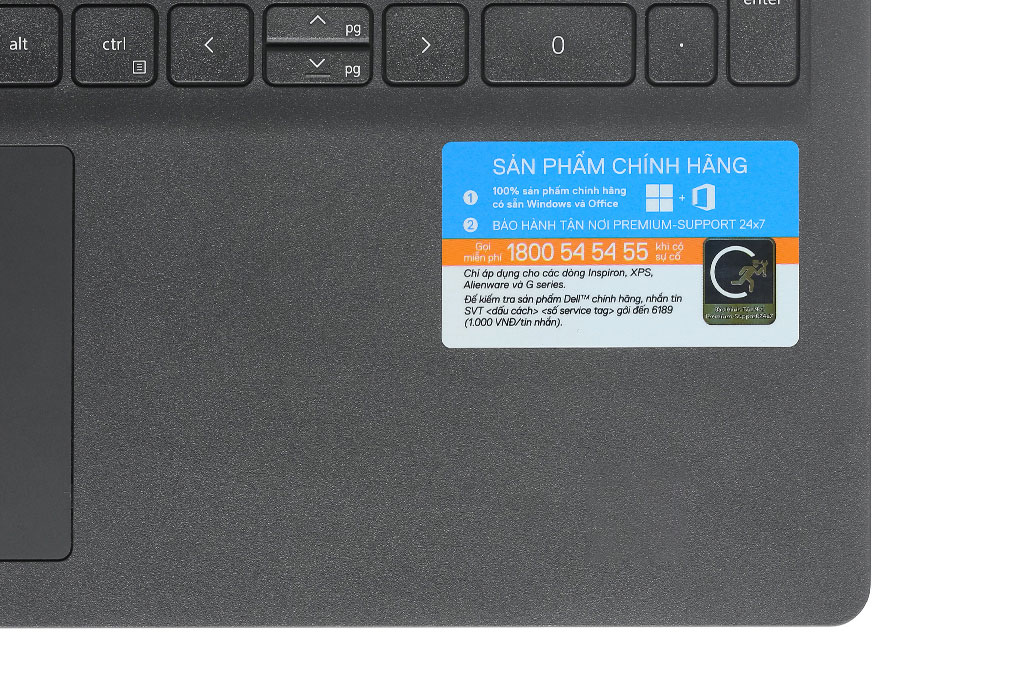 enter
alt
ctrl
pg
pg
0
.
SẢN PHẨM CHÍNH HÃNG
1 100% sản phẩm chính hãng
có sẵn Windows và Office
+
2 BẢO HÀNH TẬN NƠI PREMIUM-SUPPORT 24x7
Gọi miễn phí 1800 54 54 55 khi có sự cố
Chỉ áp dụng cho các dòng Inspiron, XPS,
Alienware và G series.
Để kiểm tra sản phẩm Dell™ chính hãng, nhắn tin
SVT <dấu cách> <số service tag> gởi đến 6189
(1.000 VNĐ/tin nhắn).
Premium Support 24x7